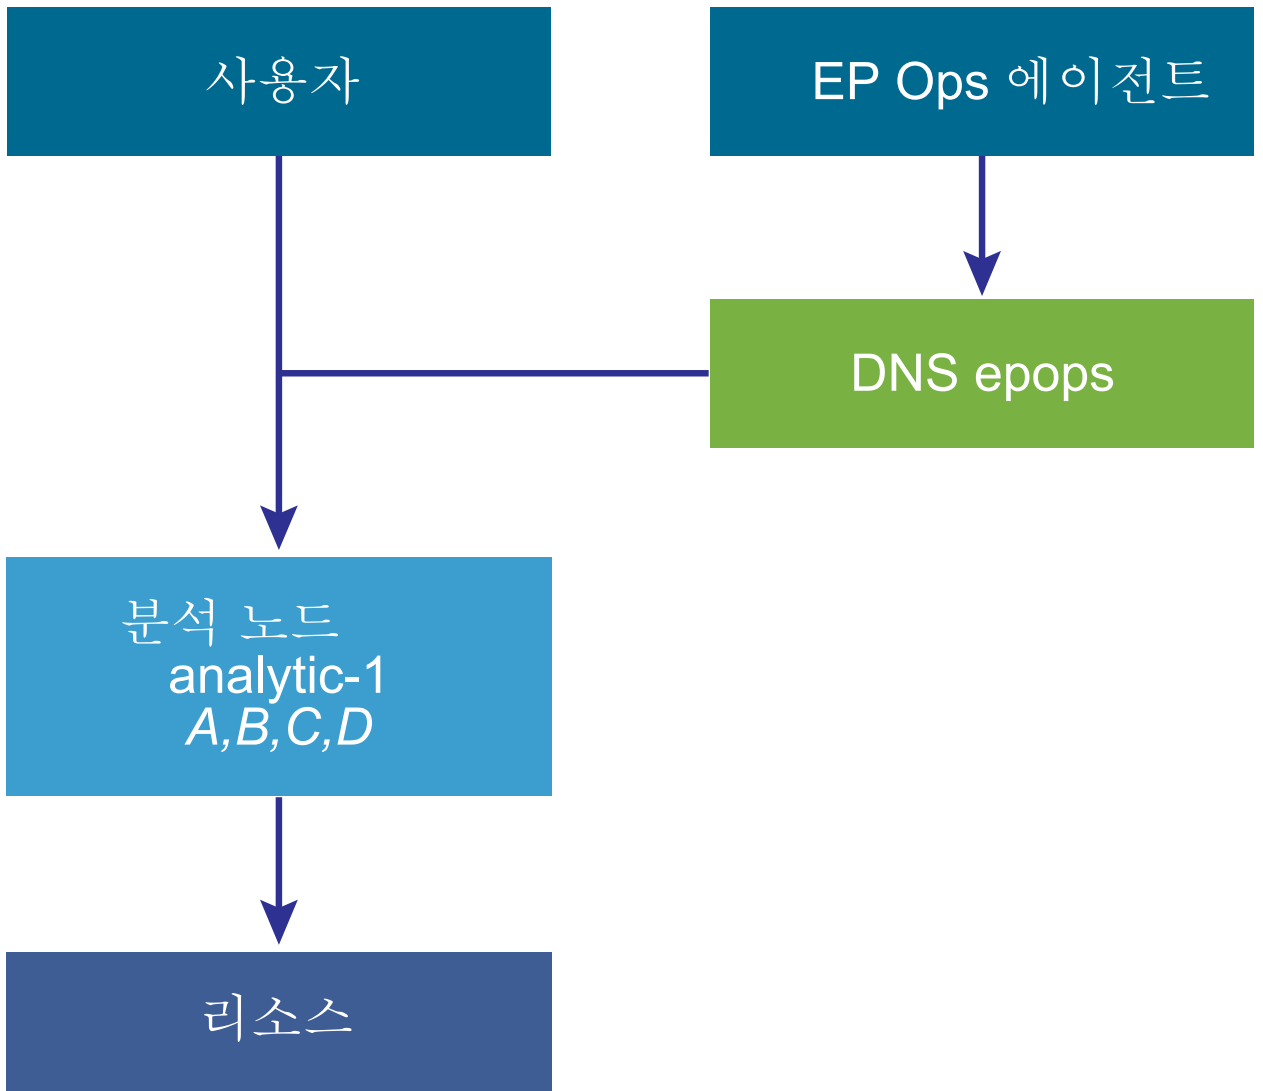 사용자
EP Ops 에이전트
DNS epops
분석 노드
analytic-1
A,B,C,D
리소스